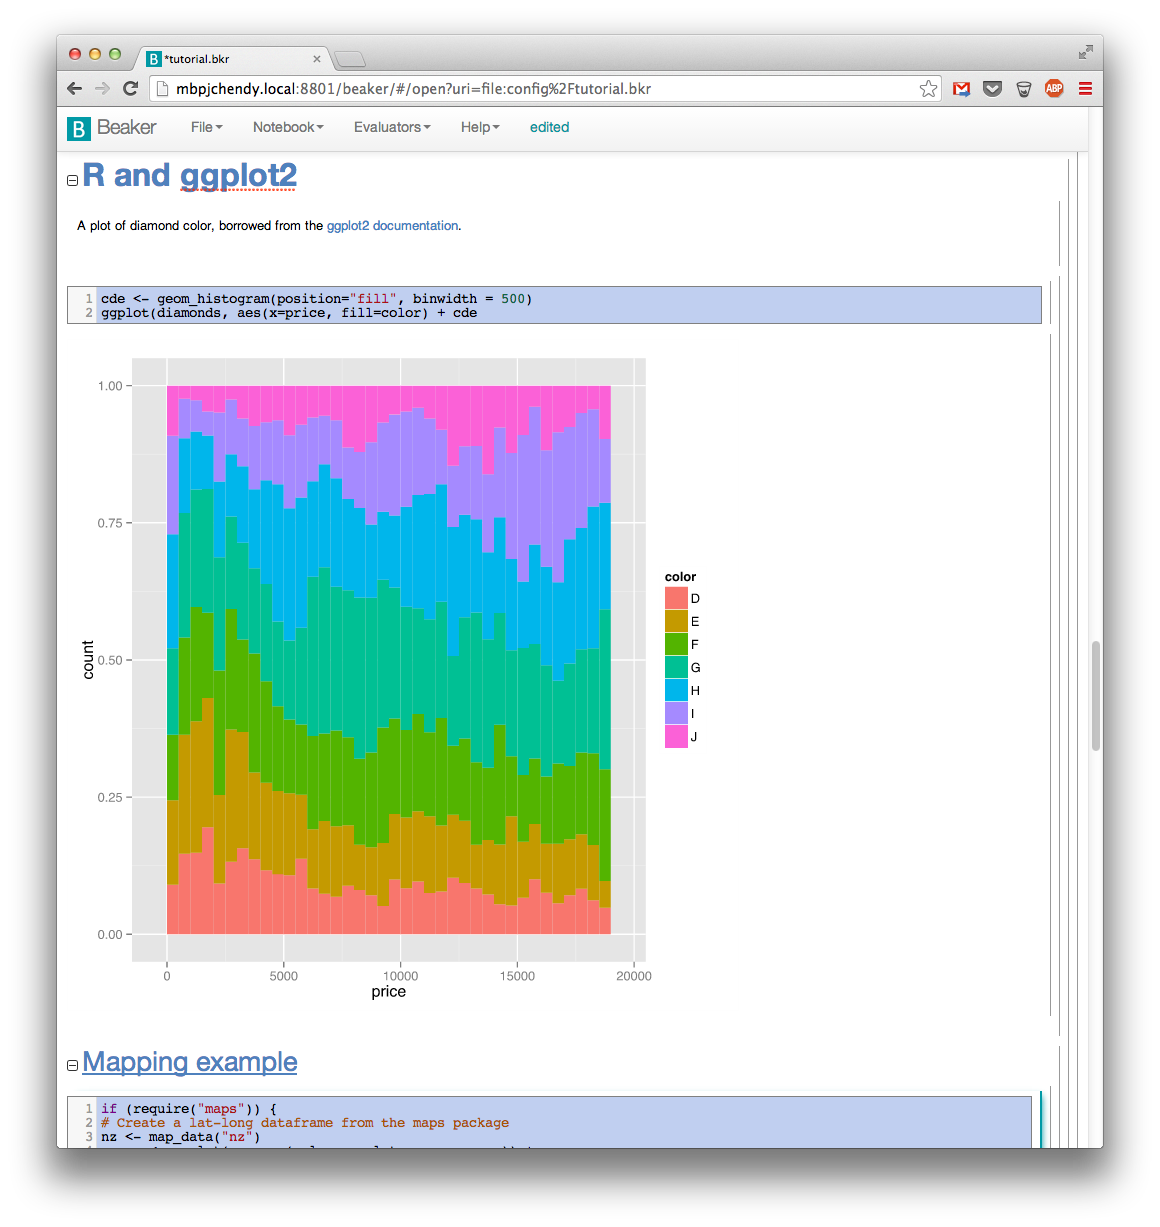 B *tutorial.bkr ×
mbpjchendy.local:8801/beaker/#/open?uri=file:config%2Ftutorial.bkr ABP
B Beaker File Notebook Evaluators Help edited
R and ggplot2
A plot of diamond color, borrowed from the ggplot2 documentation.
1 cde <- geom_histogram(position="fill", binwidth = 500)
2 ggplot(diamonds, aes(x=price, fill=color) + cde
1.00
0.75
0.50
0.25
0.00
count
0 5000 10000 15000 20000
price
color
D
E
F
G
H
I
J
Mapping example
1 if (require("maps")) {
2 # Create a lat-long dataframe from the maps package
3 nz <- map_data("nz")